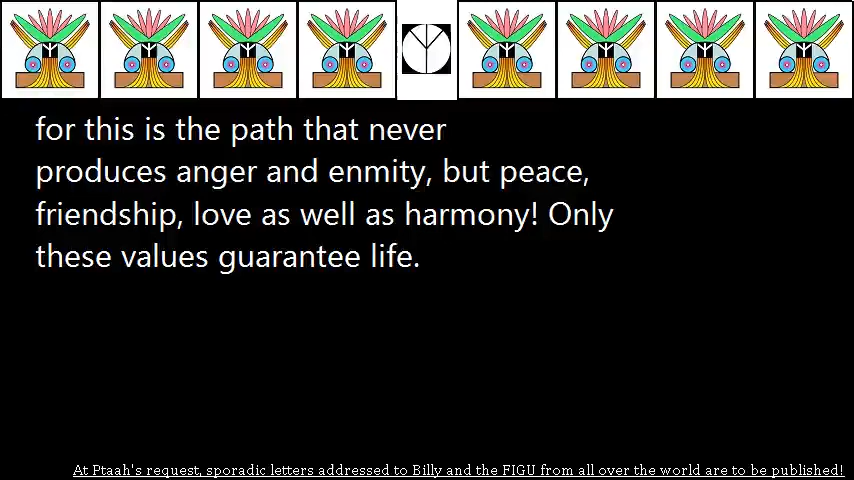 for this is the path that never
produces anger and enmity, but peace,
friendship, love as well as harmony! Only
these values guarantee life.
At Ptaah's request, sporadic letters addressed to Billy and the FIGU from all over the world are to be published!